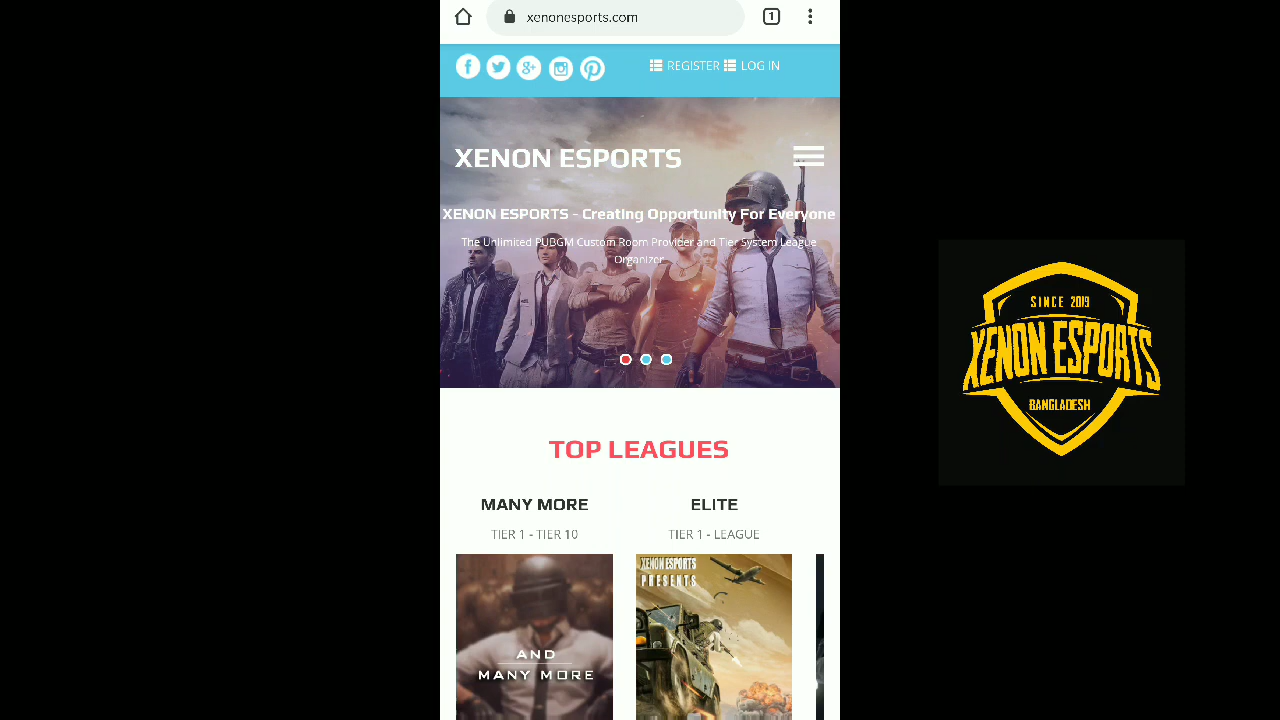 xenonesports.com
1
REGISTER LOG IN
XENON ESPORTS
XENON ESPORTS - Creating Opportunity For Everyone
The Unlimited PUBGM Custom Room Provider and Tier System League
Organizer
TOP LEAGUES
MANY MORE
TIER 1 - TIER 10
AND
MANY MORE
ELITE
TIER 1 - LEAGUE
XENON ESPORTS
PRESENTS
SINCE 2019
XENON ESPORTS
BANGLADESH